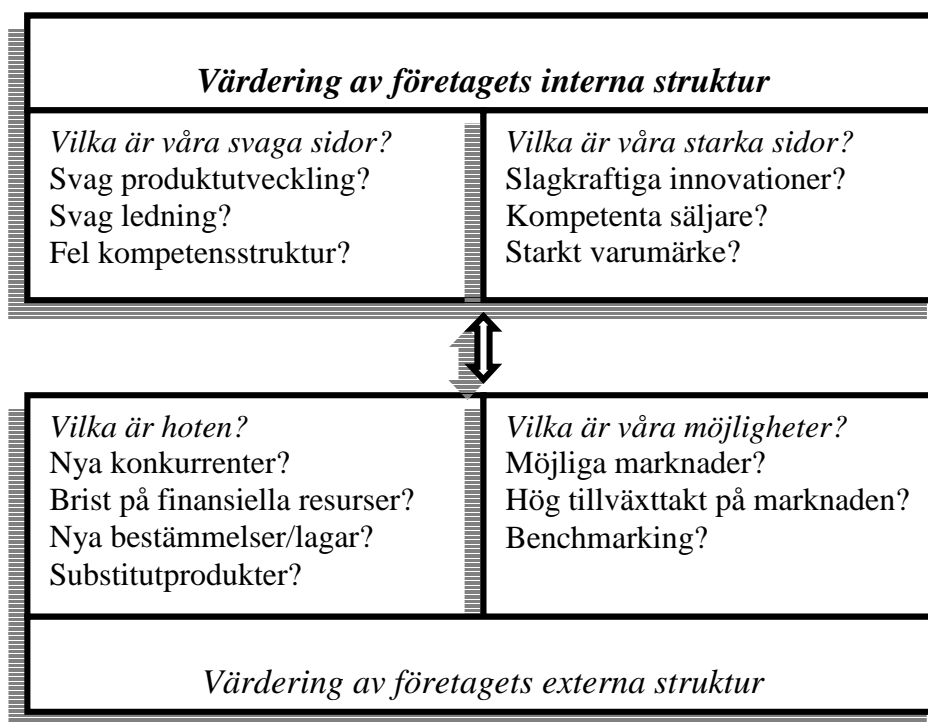 Värdering av företagets interna struktur
Vilka är våra svaga sidor?
Svag produktutveckling?
Svag ledning?
Fel kompetensstruktur?
Vilka är våra starka sidor?
Slagkraftiga innovationer?
Kompetenta säljare?
Starkt varumärke?
Vilka är hoten?
Nya konkurrenter?
Brist på finansiella resurser?
Nya bestämmelser/lagar?
Substitutprodukter?
Vilka är våra möjligheter?
Möjliga marknader?
Hög tillväxttakt på marknaden?
Benchmarking?
Värdering av företagets externa struktur